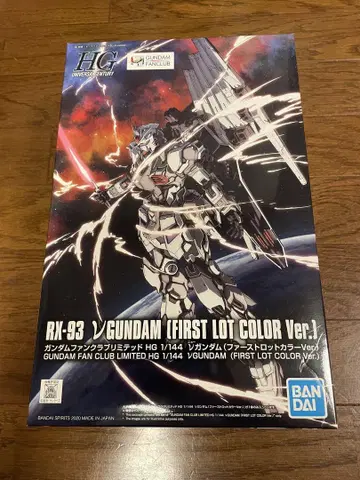 HG
UNIVERSAL CENTURY
GUNDAM
FANCLUB
RX-93 νGUNDAM [FIRST LOT COLOR Ver.]
ガンダムファンクラブリミテッド HG 1/144 νガンダム（ファーストロットカラーVer.）
GUNDAM FAN CLUB LIMITED HG 1/144 νGUNDAM (FIRST LOT COLOR Ver.)
BANDAI SPIRITS 2020 MADE IN JAPAN
BAN
DAI